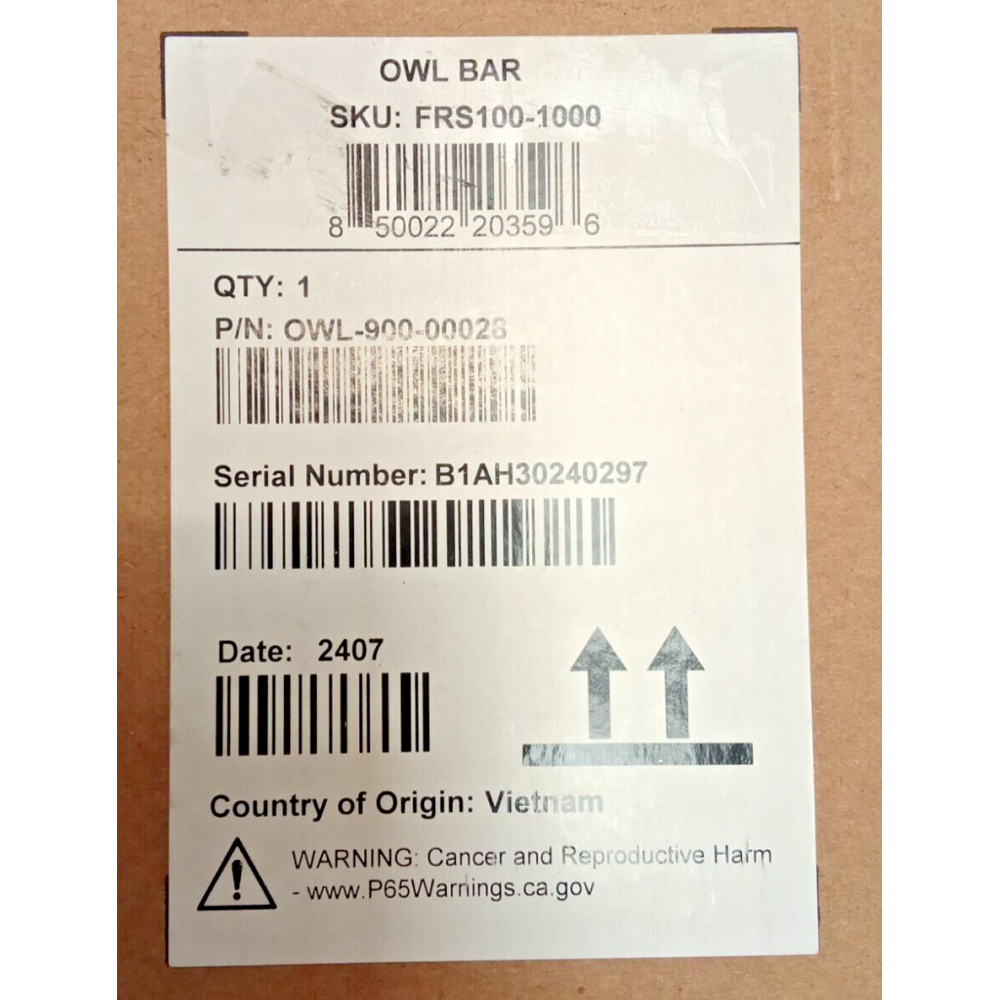 OWL BAR
SKU: FRS100-1000
8 50022 20359 6
QTY: 1
P/N: OWL-900-00028
Serial Number: B1AH30240297
Date: 2407
Country of Origin: Vietnam
WARNING: Cancer and Reproductive Harm
- www.P65Warnings.ca.gov